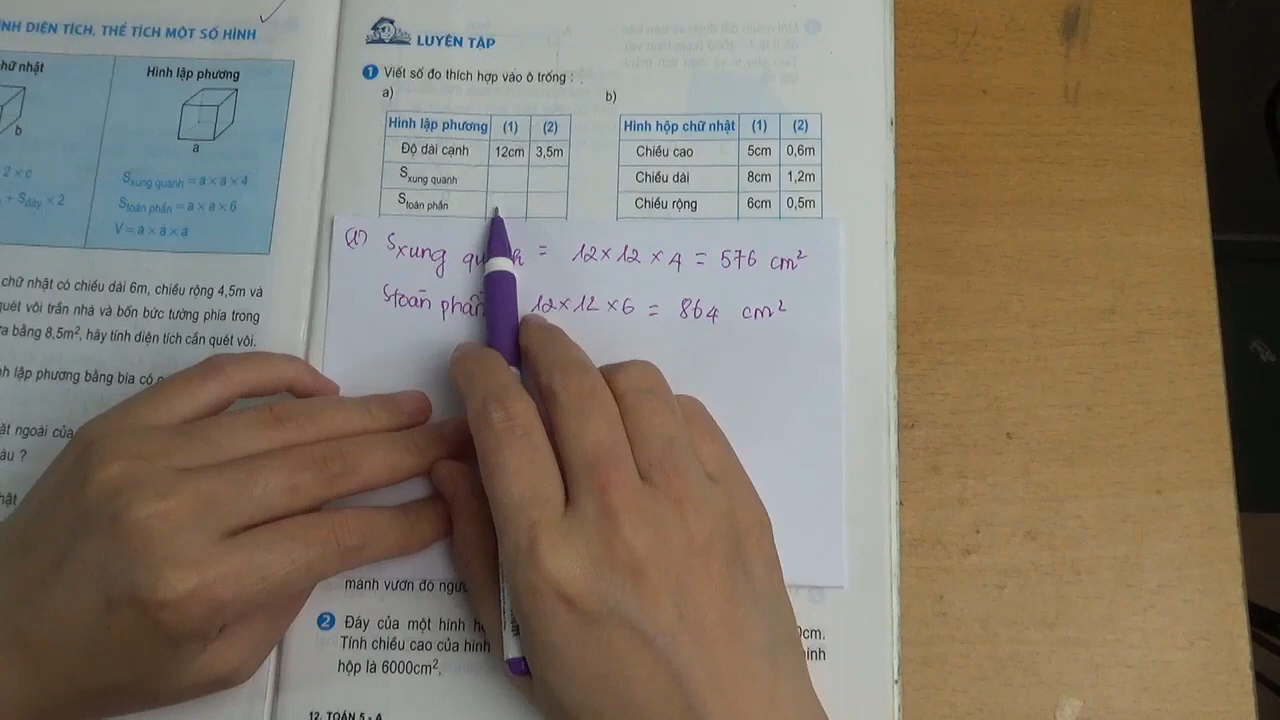 NH DIỆN TÍCH, THỂ TÍCH MỘT SỐ HÌNH
hữ nhật
b
2 × c
+ Sđáy × 2
Hình lập phương
a
Sxung quanh = a × a × 4
Stoàn phần = a × a × 6
V = a × a × a
chữ nhật có chiều dài 6m, chiều rộng 4,5m và
quét vôi trần nhà và bốn bức tường phía trong
ra bằng 8,5m², hãy tính diện tích cần quét vôi.
nh lập phương bằng bìa có
ặt ngoài của
àu ?
hật
LUYỆN TẬP
1 Viết số đo thích hợp vào ô trống :
a)
Hình lập phương (1) (2)
Độ dài cạnh 12cm 3,5m
Sxung quanh
Stoàn phần
b)
Hình hộp chữ nhật (1) (2)
Chiều cao 5cm 0,6m
Chiều dài 8cm 1,2m
Chiều rộng 6cm 0,5m
a) Sxung qu h = 12 × 12 × 4 = 576 cm²
Stoàn phần 12 × 12 × 6 = 864 cm²
mảnh vườn đó ngư
2 Đáy của một hình h 0cm.
Tính chiều cao của hình hình
hộp là 6000cm².
12. TOÁN 5 - A